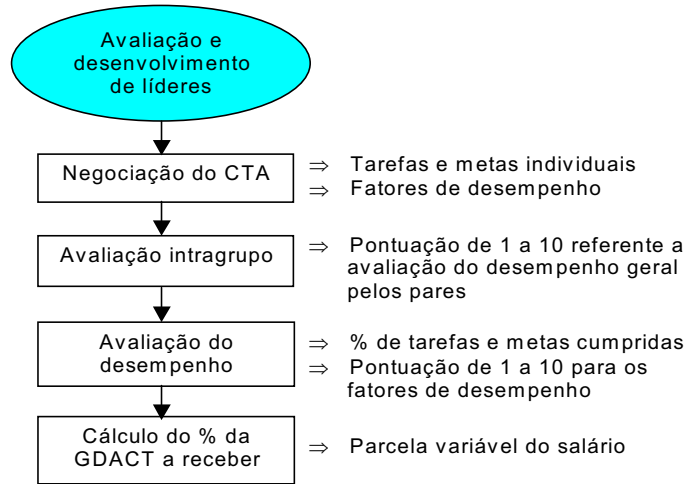 Avaliação e
desenvolvimento
de líderes
Negociação do CTA
⇒ Tarefas e metas individuais
⇒ Fatores de desempenho
Avaliação intragrupo
⇒ Pontuação de 1 a 10 referente a
avaliação do desempenho geral
pelos pares
Avaliação do
desempenho
⇒ % de tarefas e metas cumpridas
⇒ Pontuação de 1 a 10 para os
fatores de desempenho
Cálculo do % da
GDACT a receber
⇒ Parcela variável do salário